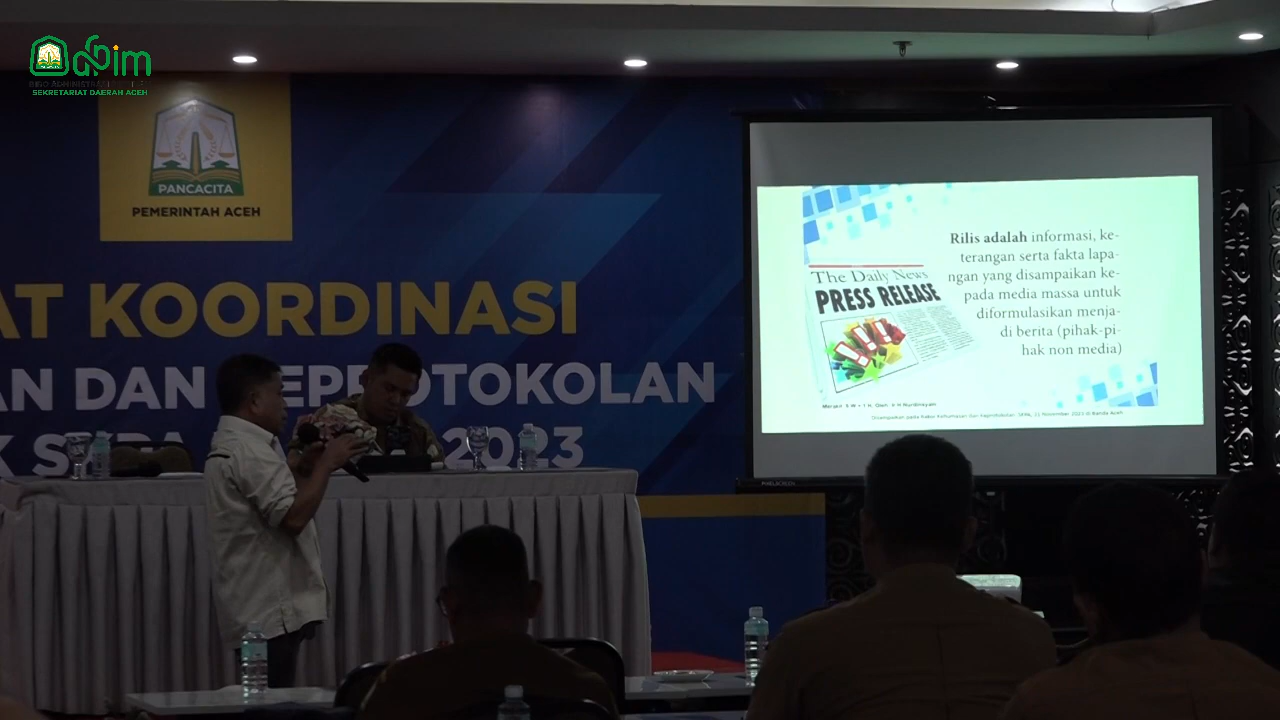 adpim
SEKRETARIAT DAERAH ACEH
PANCACITA
PEMERINTAH ACEH
AT KOORDINASI
AN DAN KEPROTOKOLAN
2023
Rilis adalah informasi, ke-
terangan serta fakta lapa-
ngan yang disampaikan ke-
pada media massa untuk
diformulasikan menja-
di berita (pihak-pi-
hak non media)
The Daily News
PRESS RELEASE